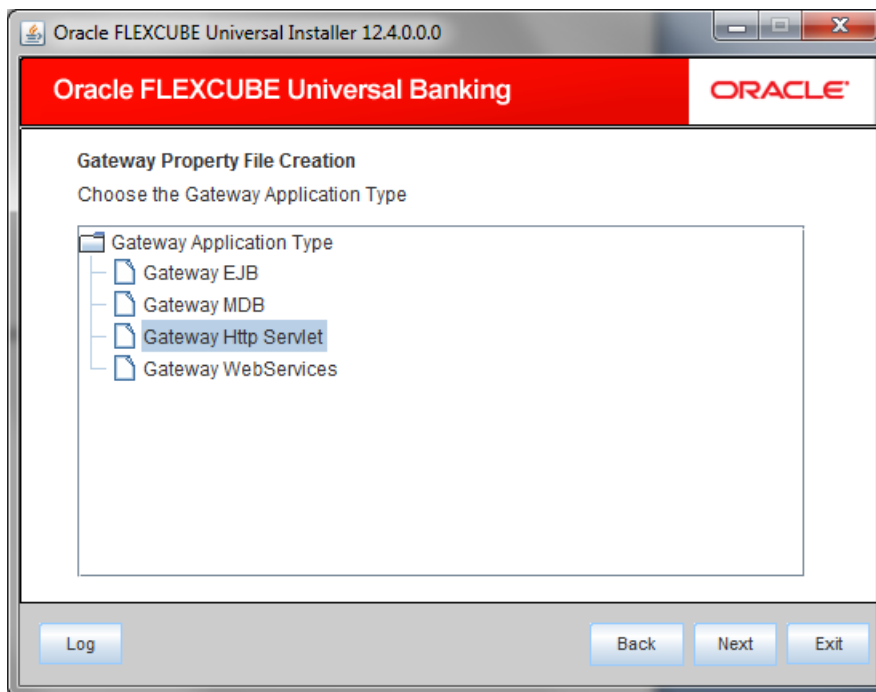 Oracle FLEXCUBE Universal Installer 12.4.0.0.0
Oracle FLEXCUBE Universal Banking
ORACLE
Gateway Property File Creation
Choose the Gateway Application Type
Gateway Application Type
Gateway EJB
Gateway MDB
Gateway Http Servlet
Gateway WebServices
Log Back Next Exit